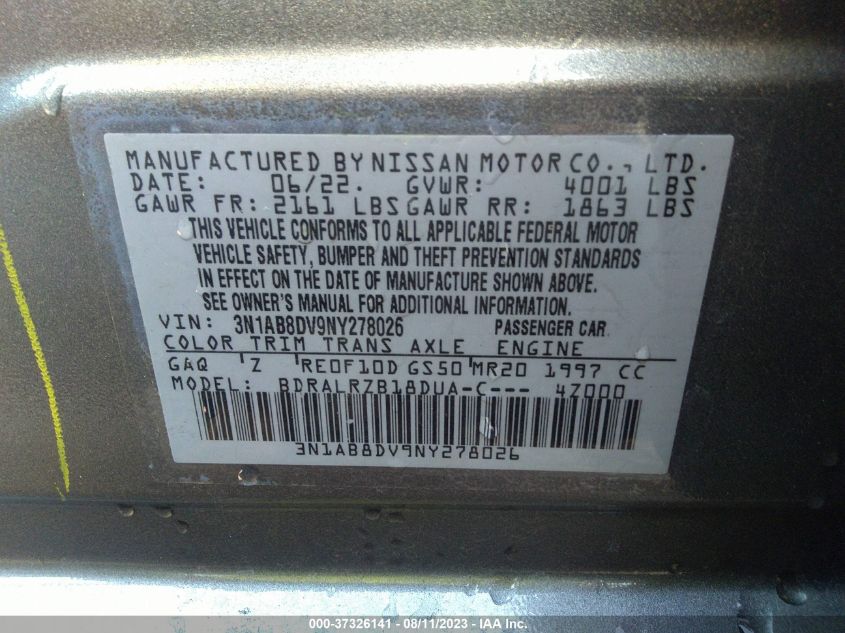 MANUFACTURED BY NISSAN MOTOR CO., LTD.
DATE: 06/22. GVWR: 4001 LBS
GAWR FR: 2161 LBS GAWR RR: 1863 LBS
THIS VEHICLE CONFORMS TO ALL APPLICABLE FEDERAL MOTOR
VEHICLE SAFETY, BUMPER AND THEFT PREVENTION STANDARDS
IN EFFECT ON THE DATE OF MANUFACTURE SHOWN ABOVE.
SEE OWNER'S MANUAL FOR ADDITIONAL INFORMATION.
VIN: 3N1AB8DV9NY278026 PASSENGER CAR
COLOR TRIM TRANS AXLE ENGINE
GAQ Z RE0F10D GS50 MR20 1997 CC
MODEL: BDRALRZB18DUA-C--- 4Z000
3N1AB8DV9NY278026
000-37326141 - 08/11/2023 - IAA Inc.